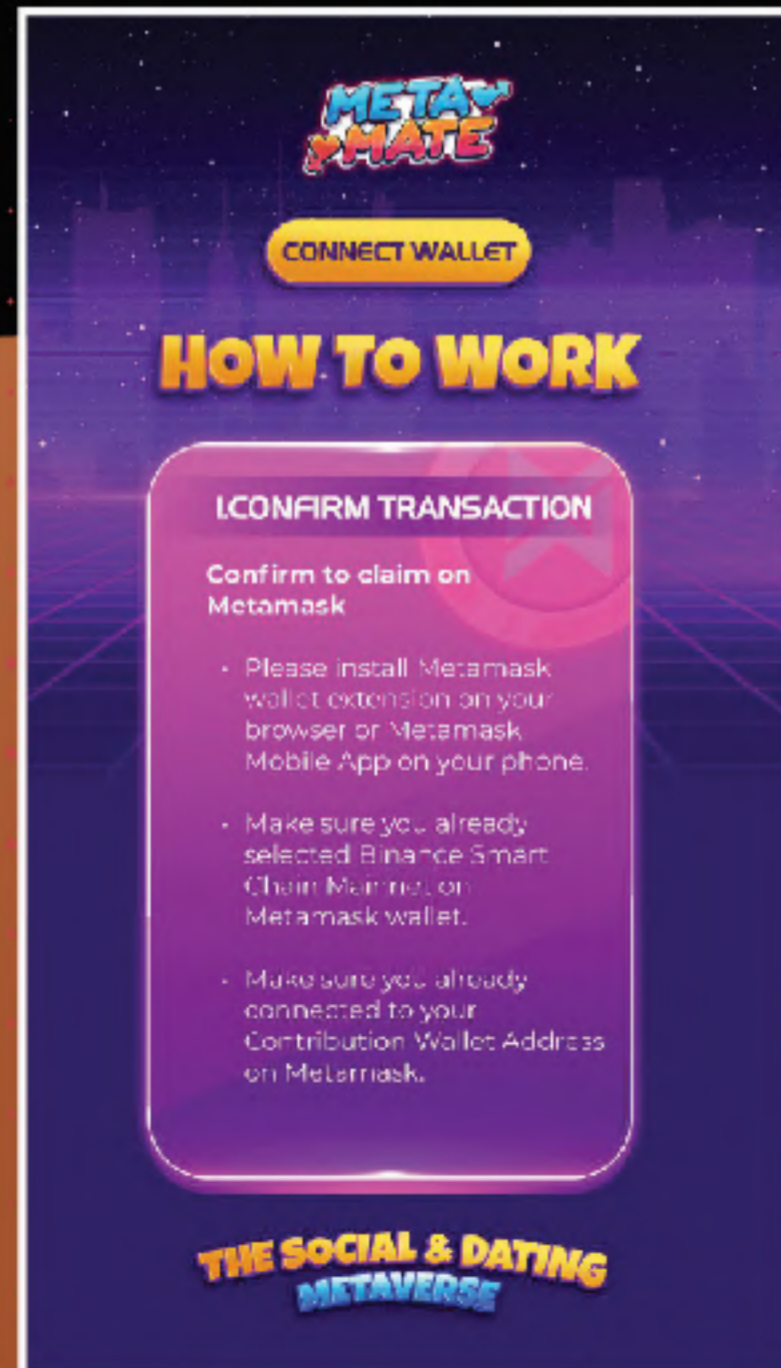 META
MATE
CONNECT WALLET
HOW TO WORK
1.CONFIRM TRANSACTION
Confirm to claim on
Metamask
• Please install Metamask
wallet extension on your
browser or Metamask
Mobile App on your phone.
• Make sure you already
selected Binance Smart
Chain Mainnet on
Metamask wallet.
• Make sure you already
connected to your
Contribution Wallet Address
on Metamask.
THE SOCIAL & DATING
METAVERSE